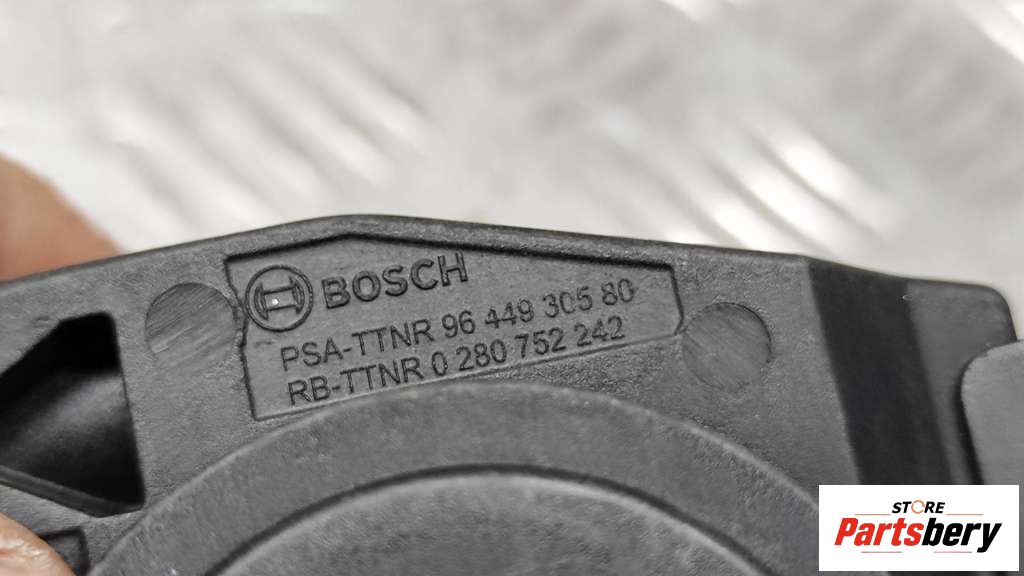 BOSCH
PSA-TTNR 96 449 305 80
RB-TTNR 0 280 752 242
STORE
Partsbery